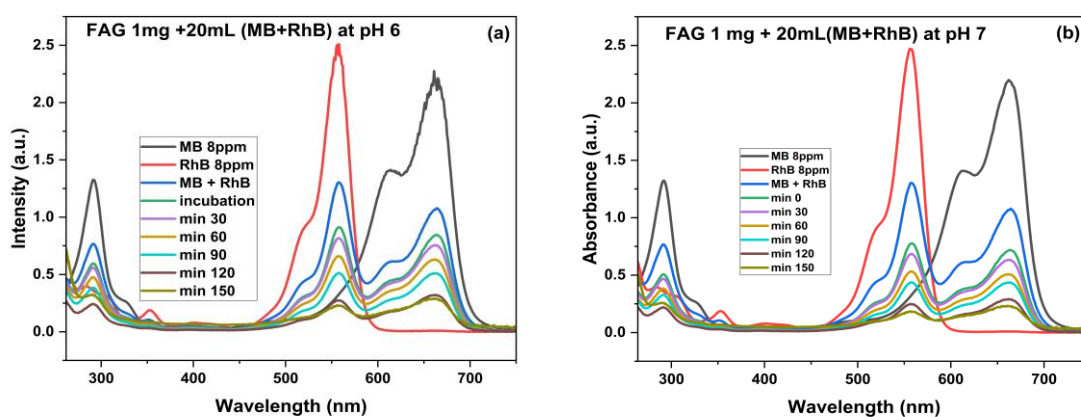 FAG 1mg +20mL (MB+RhB) at pH 6
(a)
Intensity (a.u.)
2.5
2.0
1.5
1.0
0.5
0.0
MB 8ppm
RhB 8ppm
MB + RhB
incubation
min 30
min 60
min 90
min 120
min 150
300
400
500
600
700
Wavelength (nm)
FAG 1 mg + 20mL(MB+RhB) at pH 7
(b)
Absorbance (a.u.)
2.5
2.0
1.5
1.0
0.5
0.0
MB 8ppm
RhB 8ppm
MB + RhB
min 0
min 30
min 60
min 90
min 120
min 150
300
400
500
600
700
Wavelength (nm)